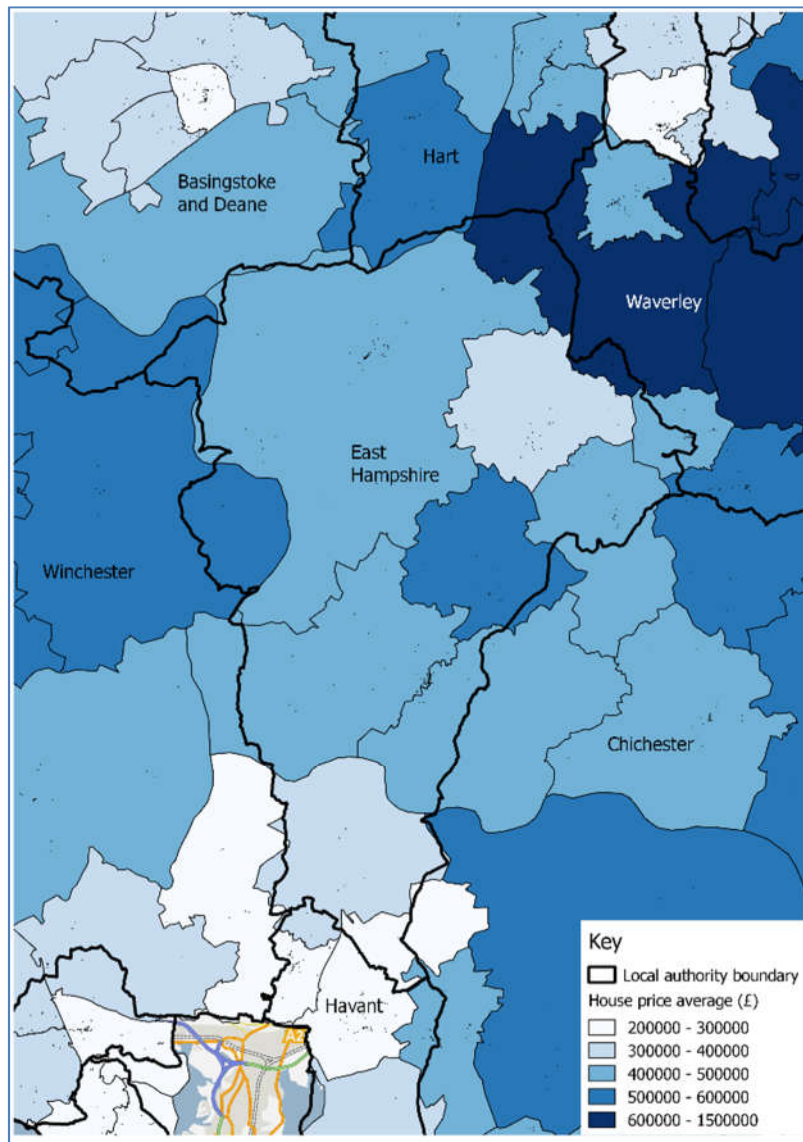 Hart
Basingstoke
and Deane
Waverley
East
Hampshire
Winchester
Chichester
Havant
Key
Local authority boundary
House price average (£)
200000 - 300000
300000 - 400000
400000 - 500000
500000 - 600000
600000 - 1500000